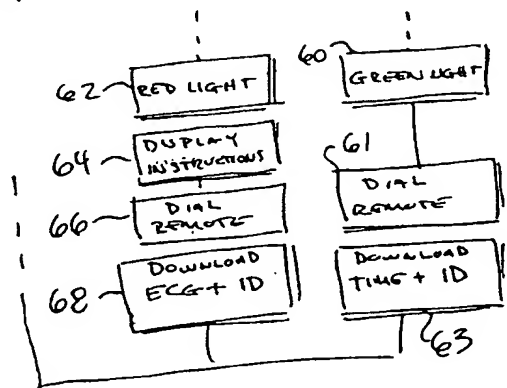 62
RED LIGHT
60
GREEN LIGHT
64
DISPLAY
INSTRUCTIONS
61
66
DIAL
REMOTE
DIAL
REMOTE
68
DOWNLOAD
ECG + ID
DOWNLOAD
TIME + ID
63